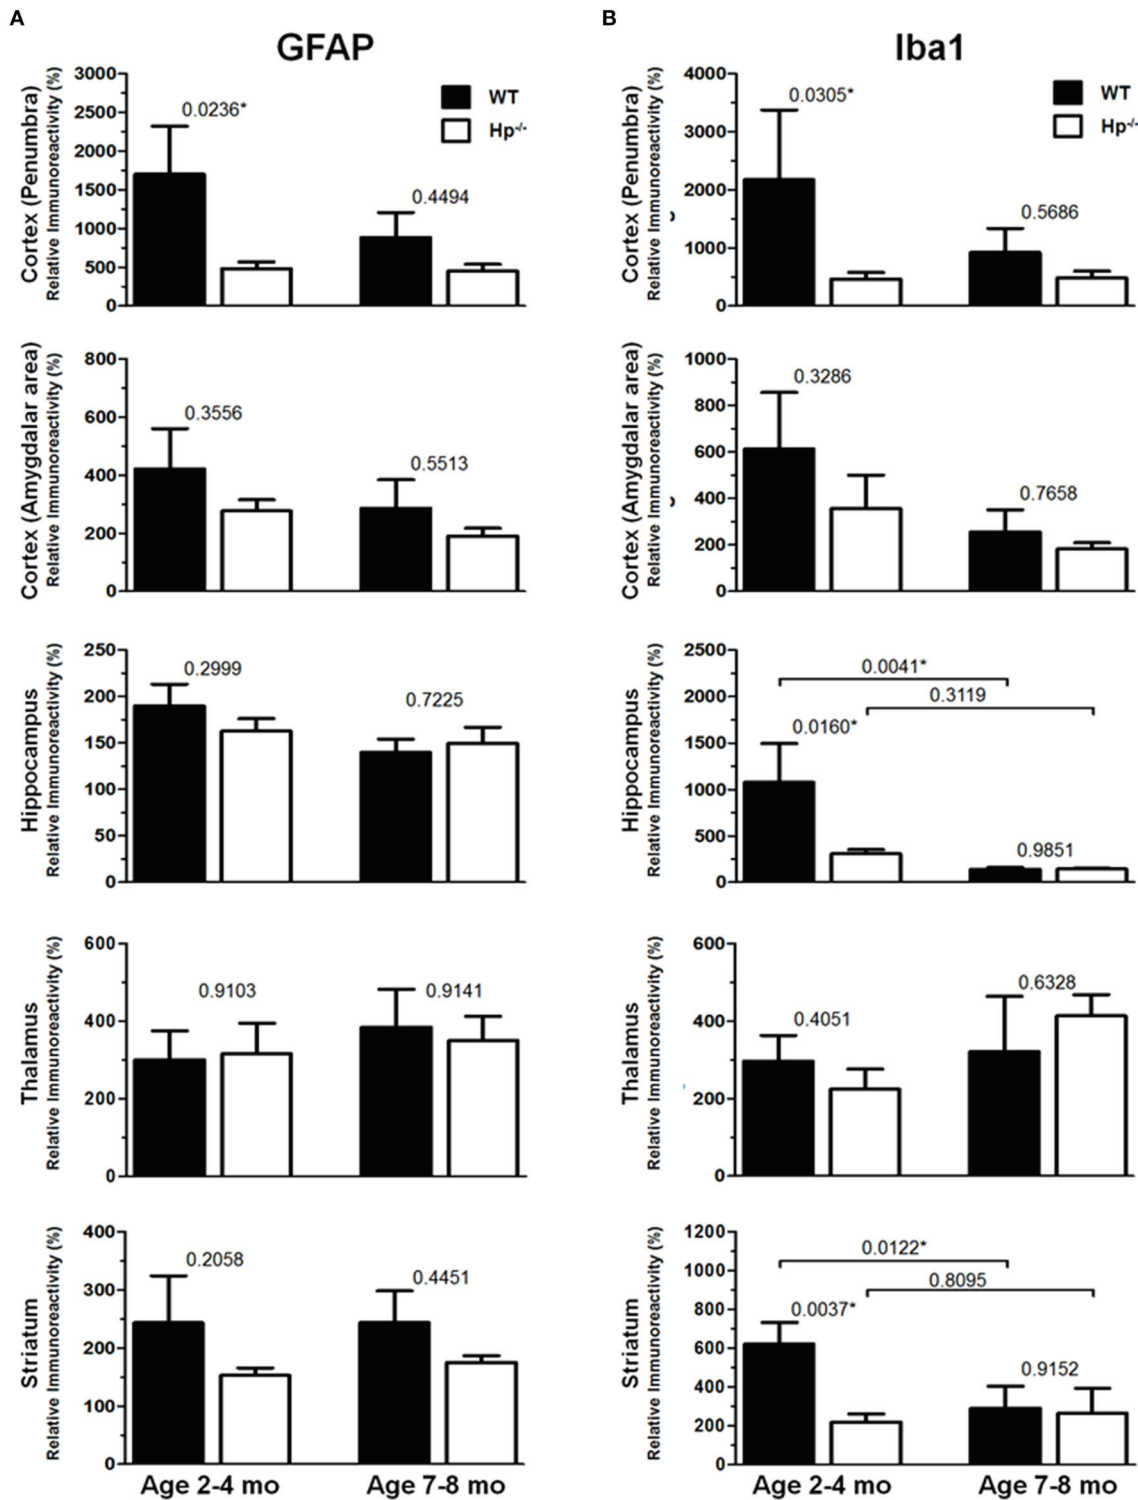 A
B
GFAP
Iba1
Cortex (Penumbra)
Relative Immunoreactivity (%)
3000
2500
2000
1500
1000
500
0
0.0236*
0.4494
WT
Hp-/-
Cortex (Penumbra)
Relative Immunoreactivity (%)
4000
3000
2000
1000
0
0.0305*
0.5686
WT
Hp-/-
Cortex (Amygdalar area)
Relative Immunoreactivity (%)
800
600
400
200
0
0.3556
0.5513
Cortex (Amygdalar area)
Relative Immunoreactivity (%)
1000
800
600
400
200
0
0.3286
0.7658
Hippocampus
Relative Immunoreactivity (%)
250
200
150
100
50
0
0.2999
0.7225
Hippocampus
Relative Immunoreactivity (%)
2500
2000
1500
1000
500
0
0.0041*
0.3119
0.0160*
0.9851
Thalamus
Relative Immunoreactivity (%)
600
400
200
0
0.9103
0.9141
Thalamus
Relative Immunoreactivity (%)
600
400
200
0
0.4051
0.6328
Striatum
Relative Immunoreactivity (%)
400
300
200
100
0
0.2058
0.4451
Age 2-4 mo
Age 7-8 mo
Striatum
Relative Immunoreactivity (%)
1200
1000
800
600
400
200
0
0.0122*
0.8095
0.0037*
0.9152
Age 2-4 mo
Age 7-8 mo